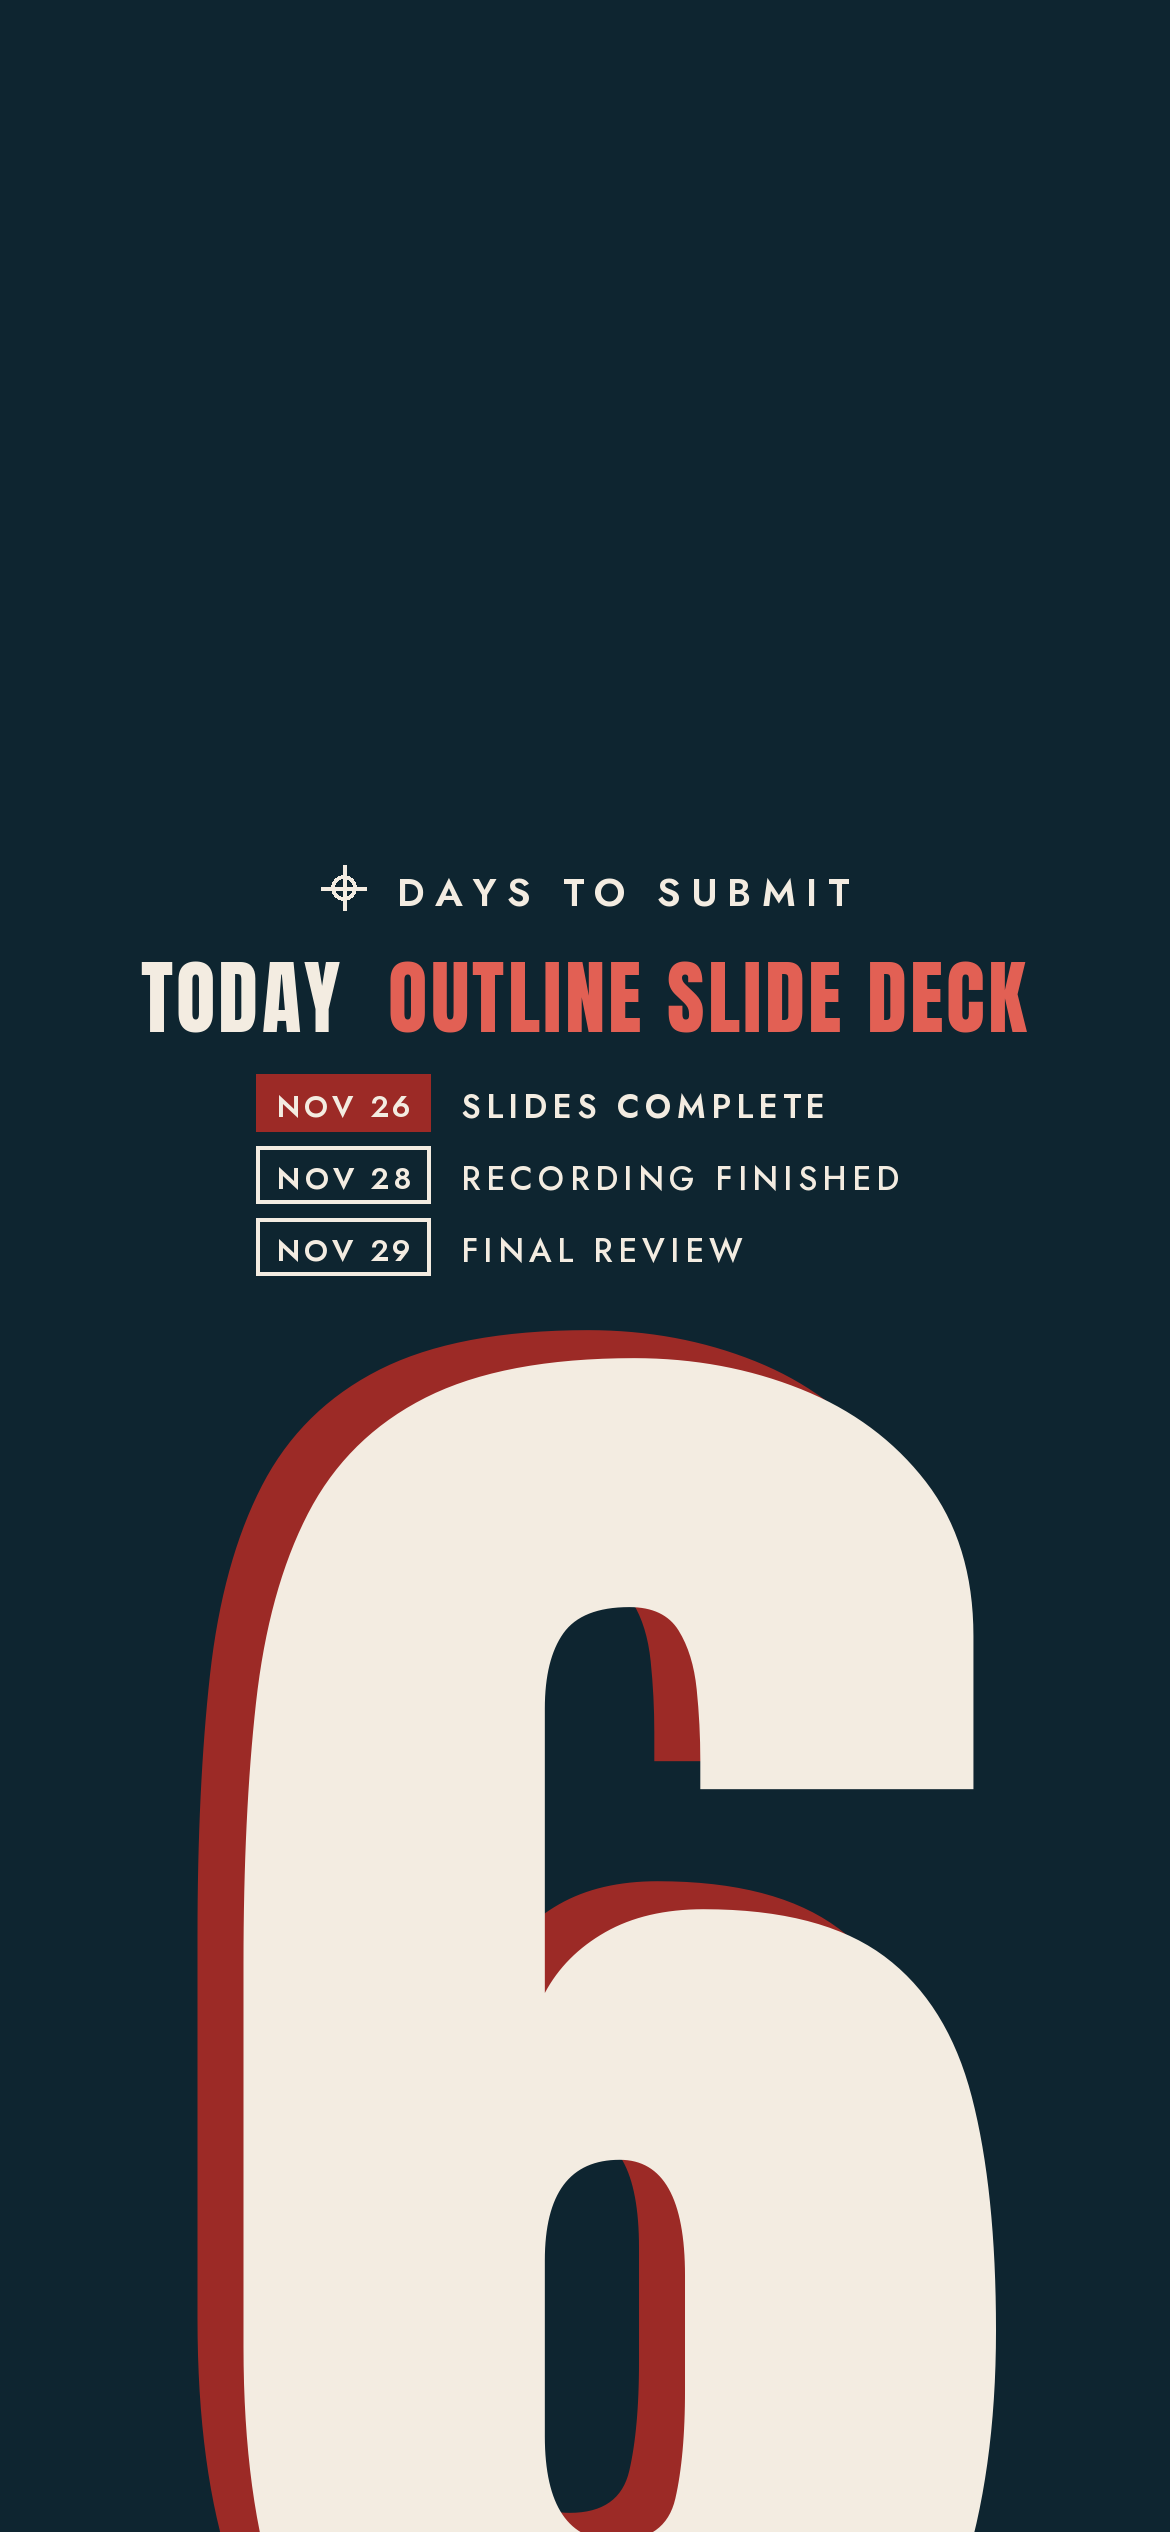 DAYS TO SUBMIT
TODAY OUTLINE SLIDE DECK
NOV 26 SLIDES COMPLETE
NOV 28 RECORDING FINISHED
NOV 29 FINAL REVIEW
6